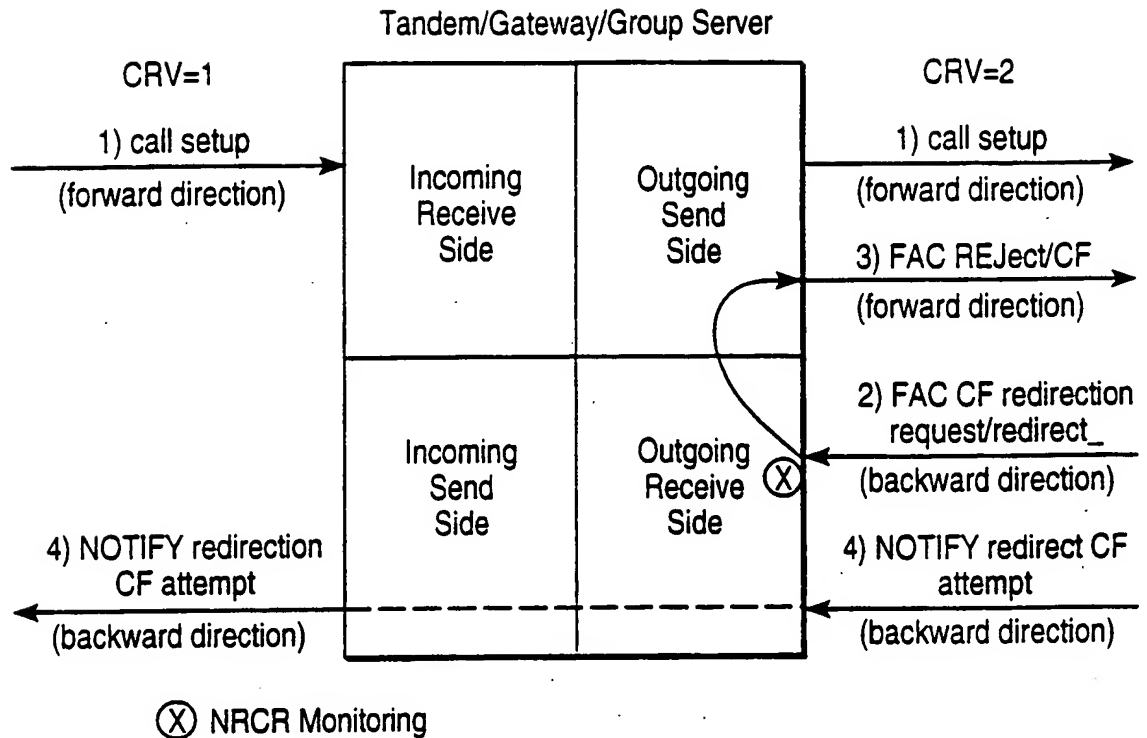 Tandem/Gateway/Group Server
CRV=1
CRV=2
1) call setup
(forward direction)
Incoming
Receive
Side
Outgoing
Send
Side
1) call setup
(forward direction)
3) FAC REJect/CF
(forward direction)
2) FAC CF redirection
request/redirect_
(backward direction)
Incoming
Send
Side
Outgoing
Receive
Side
X
4) NOTIFY redirection
CF attempt
(backward direction)
4) NOTIFY redirect CF
attempt
(backward direction)
X NRCR Monitoring